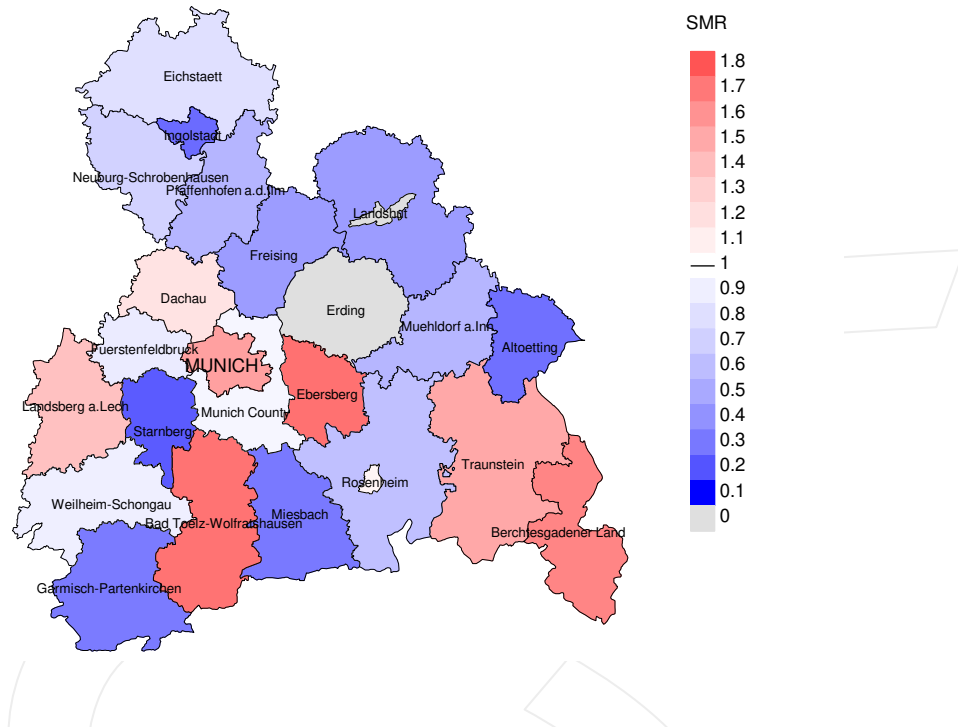 SMR
1.8
1.7
1.6
1.5
1.4
1.3
1.2
1.1
1
0.9
0.8
0.7
0.6
0.5
0.4
0.3
0.2
0.1
0
Eichstaett
Ingolstadt
Neuburg-Schrobenhausen
Pfaffenhofen a.d.Ilm
Landshut
Freising
Dachau
Erding
Muehldorf a.Inn
Fuerstenfeldbruck
Altoetting
MUNICH
Ebersberg
Landsberg a.Lech
Munich County
Starnberg
Traunstein
Rosenheim
Weilheim-Schongau
Miesbach
Bad Toelz-Wolfratshausen
Berchtesgadener Land
Garmisch-Partenkirchen